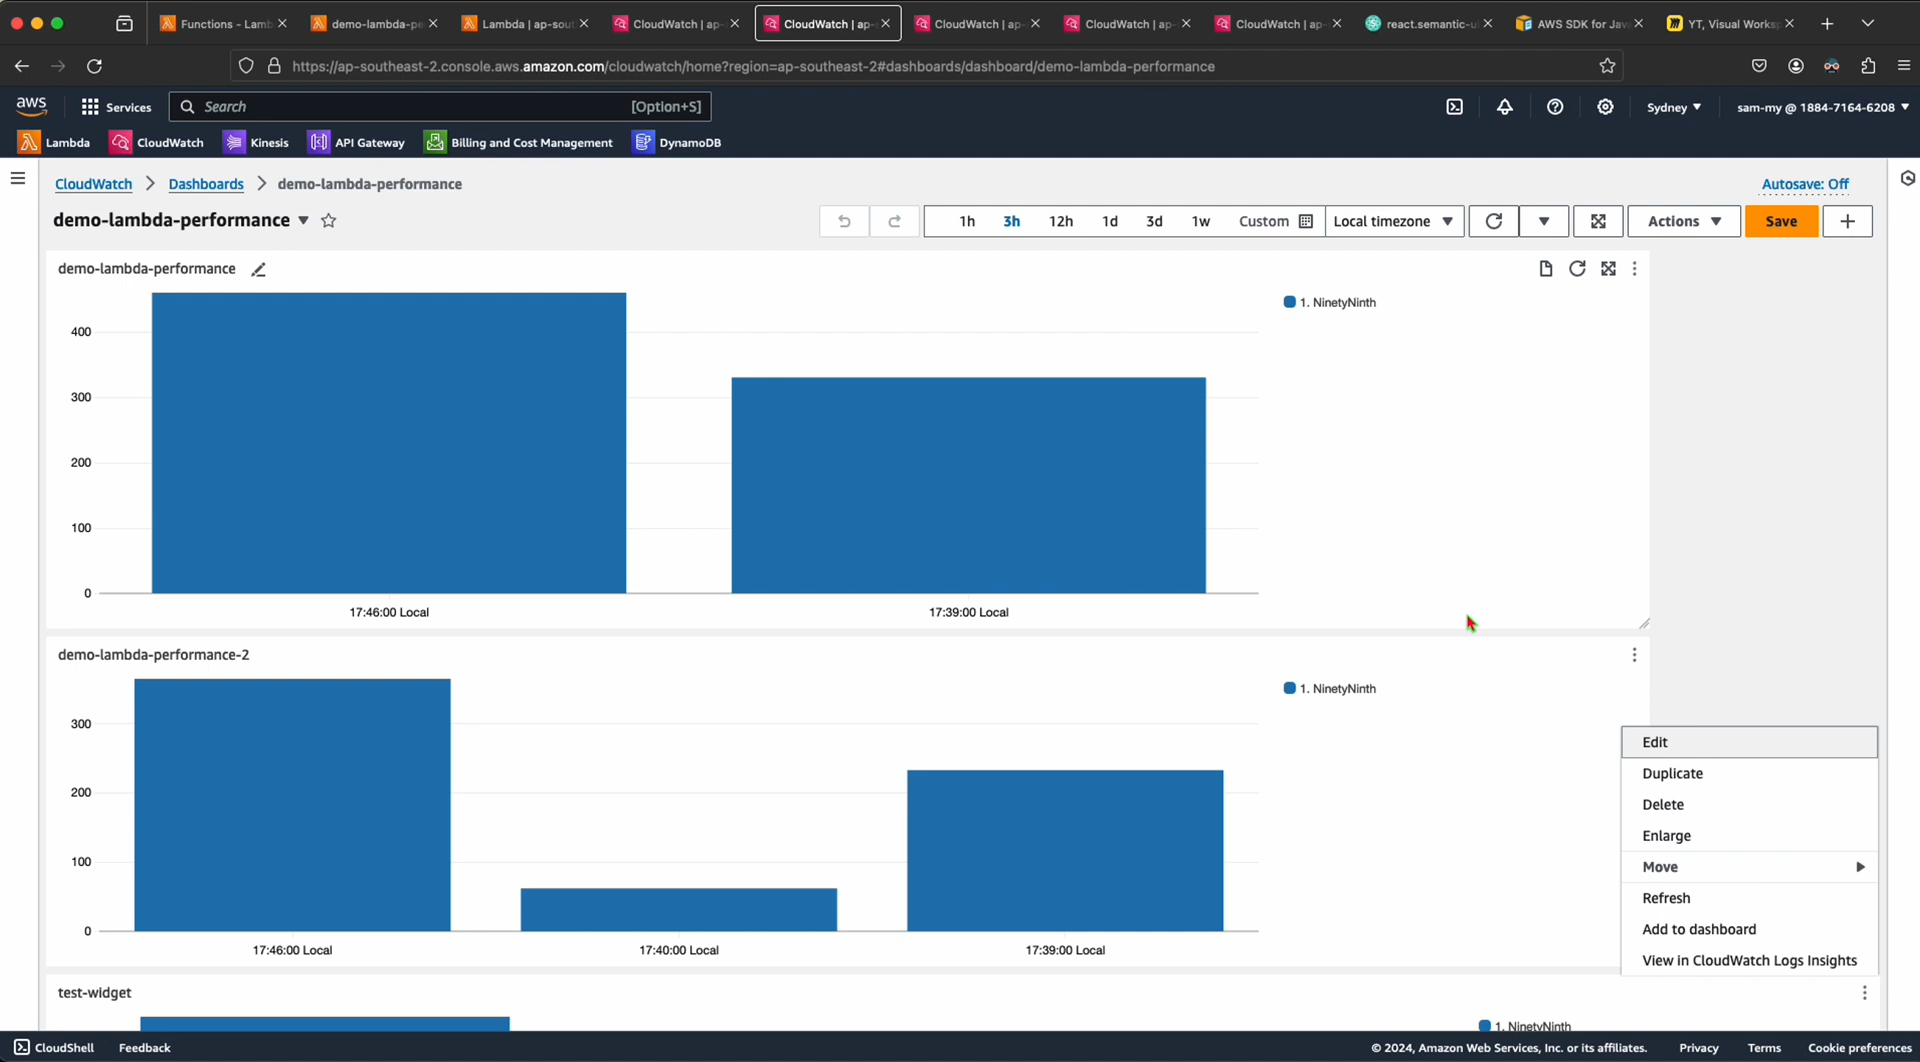 Functions - Lamb
demo-lambda-pe
Lambda | ap-sou
CloudWatch | ap-
CloudWatch | ap-s
CloudWatch | ap-
CloudWatch | ap-
CloudWatch | ap-
react.semantic-u
AWS SDK for Jav
YT, Visual Works
https://ap-southeast-2.console.aws.amazon.com/cloudwatch/home?region=ap-southeast-2#dashboards/dashboard/demo-lambda-performance
aws
Services
Search
[Option+S]
Sydney
sam-my @ 1884-7164-6208
Lambda
CloudWatch
Kinesis
API Gateway
Billing and Cost Management
DynamoDB
CloudWatch
Dashboards
demo-lambda-performance
Autosave: Off
demo-lambda-performance
1h
3h
12h
1d
3d
1w
Custom
Local timezone
Actions
Save
demo-lambda-performance
1. NinetyNinth
400
300
200
100
0
17:46:00 Local
17:39:00 Local
demo-lambda-performance-2
1. NinetyNinth
300
200
100
0
17:46:00 Local
17:40:00 Local
17:39:00 Local
Edit
Duplicate
Delete
Enlarge
Move
Refresh
Add to dashboard
View in CloudWatch Logs Insights
test-widget
1. NinetyNinth
CloudShell
Feedback
© 2024, Amazon Web Services, Inc. or its affiliates.
Privacy
Terms
Cookie preferences